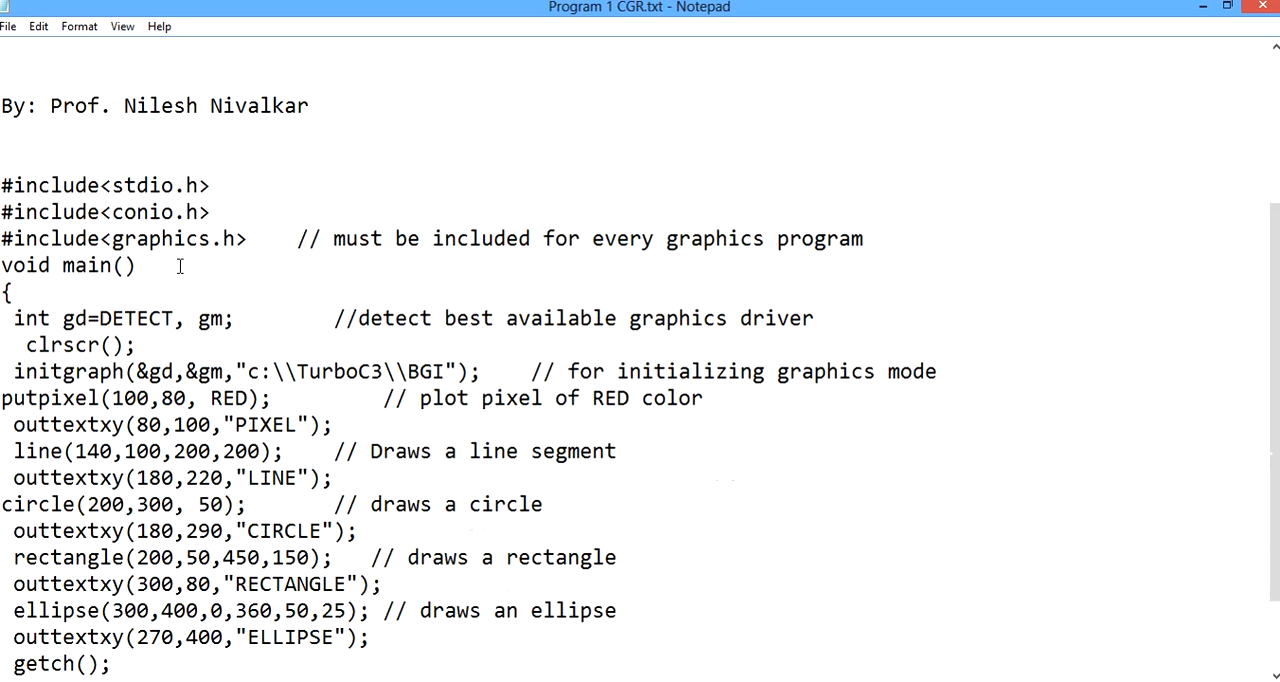 Program 1 CGR.txt - Notepad
File Edit Format View Help
By: Prof. Nilesh Nivalkar
#include<stdio.h>
#include<conio.h>
#include<graphics.h>    // must be included for every graphics program
void main()
{
 int gd=DETECT, gm;        //detect best available graphics driver
  clrscr();
 initgraph(&gd,&gm,"c:\\TurboC3\\BGI");    // for initializing graphics mode
putpixel(100,80, RED);         // plot pixel of RED color
 outtextxy(80,100,"PIXEL");
 line(140,100,200,200);    // Draws a line segment
 outtextxy(180,220,"LINE");
circle(200,300, 50);       // draws a circle
 outtextxy(180,290,"CIRCLE");
 rectangle(200,50,450,150);   // draws a rectangle
 outtextxy(300,80,"RECTANGLE");
 ellipse(300,400,0,360,50,25); // draws an ellipse
 outtextxy(270,400,"ELLIPSE");
 getch();